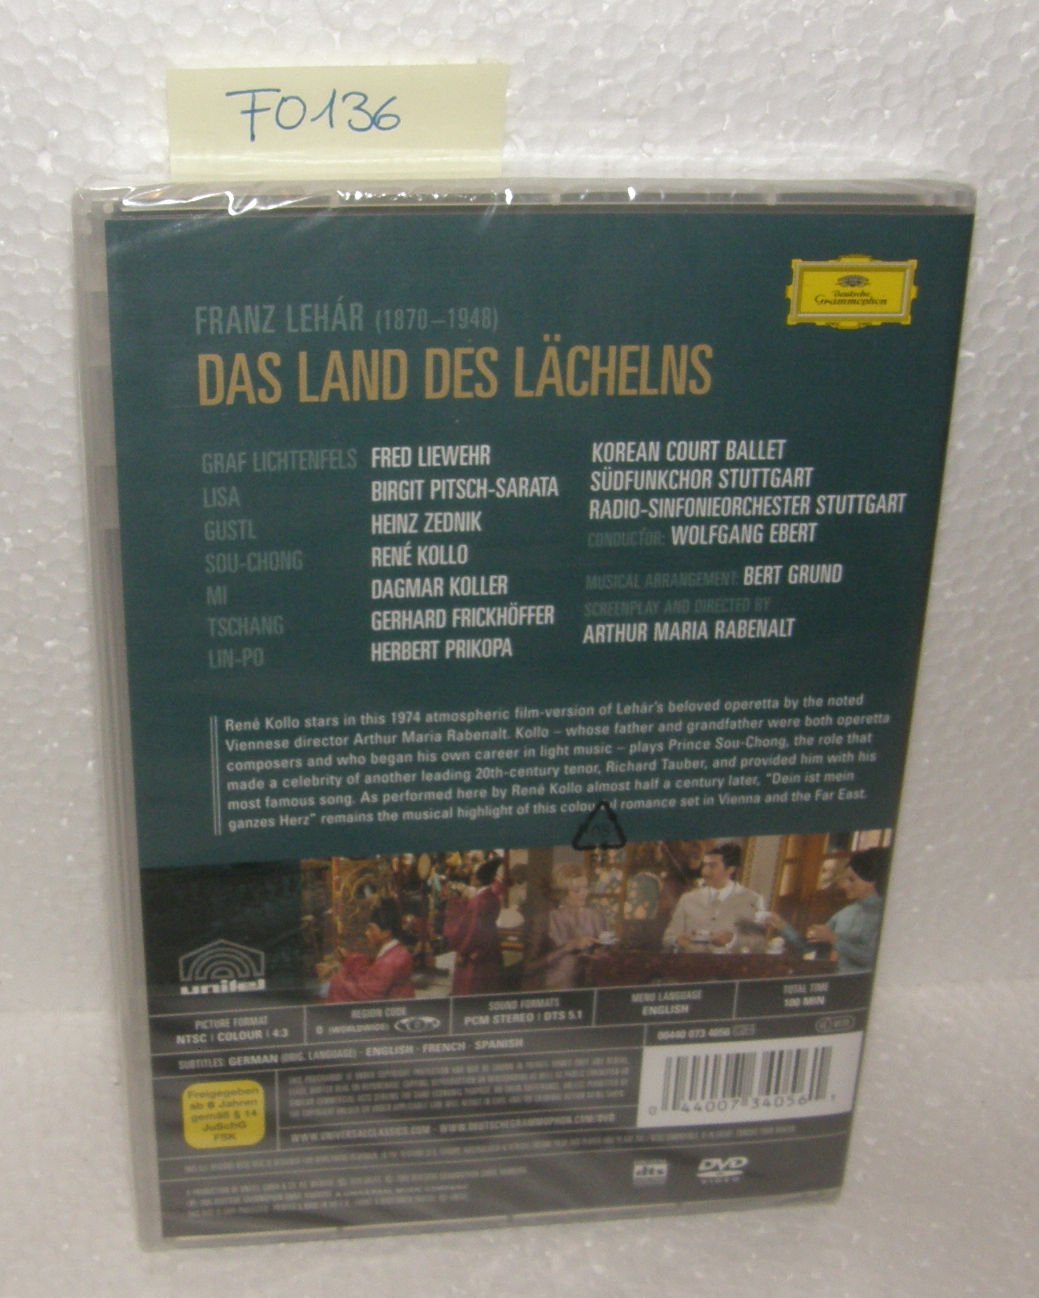 F0136
Deutsche
Grammophon
FRANZ LEHÁR (1870–1948)
DAS LAND DES LÄCHELNS
GRAF LICHTENFELS FRED LIEWEHR
LISA BIRGIT PITSCH-SARATA
GUSTL HEINZ ZEDNIK
SOU-CHONG RENÉ KOLLO
MI DAGMAR KOLLER
TSCHANG GERHARD FRICKHÖFFER
LIN-PO HERBERT PRIKOPA
KOREAN COURT BALLET
SÜDFUNKCHOR STUTTGART
RADIO-SINFONIEORCHESTER STUTTGART
CONDUCTOR: WOLFGANG EBERT
MUSICAL ARRANGEMENT: BERT GRUND
SCREENPLAY AND DIRECTED BY
ARTHUR MARIA RABENALT
René Kollo stars in this 1974 atmospheric film-version of Lehár's beloved operetta by the noted
Viennese director Arthur Maria Rabenalt. Kollo – whose father and grandfather were both operetta
composers and who began his own career in light music – plays Prince Sou-Chong, the role that
made a celebrity of another leading 20th-century tenor, Richard Tauber, and provided him with his
most famous song. As performed here by René Kollo almost half a century later, "Dein ist mein
ganzes Herz" remains the musical highlight of this romance set in Vienna and the Far East.
unitel
PICTURE FORMAT
NTSC | COLOUR | 4:3
REGION CODE
0 (WORLDWIDE)
SOUND FORMATS
PCM STEREO | DTS 5.1
MENU LANGUAGE
ENGLISH
TOTAL TIME
100 MIN
SUBTITLES: GERMAN (ORIG. LANGUAGE) · ENGLISH · FRENCH · SPANISH
00440 073 4056
Freigegeben
ab 6 Jahren
gemäß § 14
JuSchG
FSK
0 44007 34056 1
WWW.UNIVERSALCLASSICS.COM · WWW.DEUTSCHEGRAMMOPHON.COM/DVD
dts
DVD
VIDEO